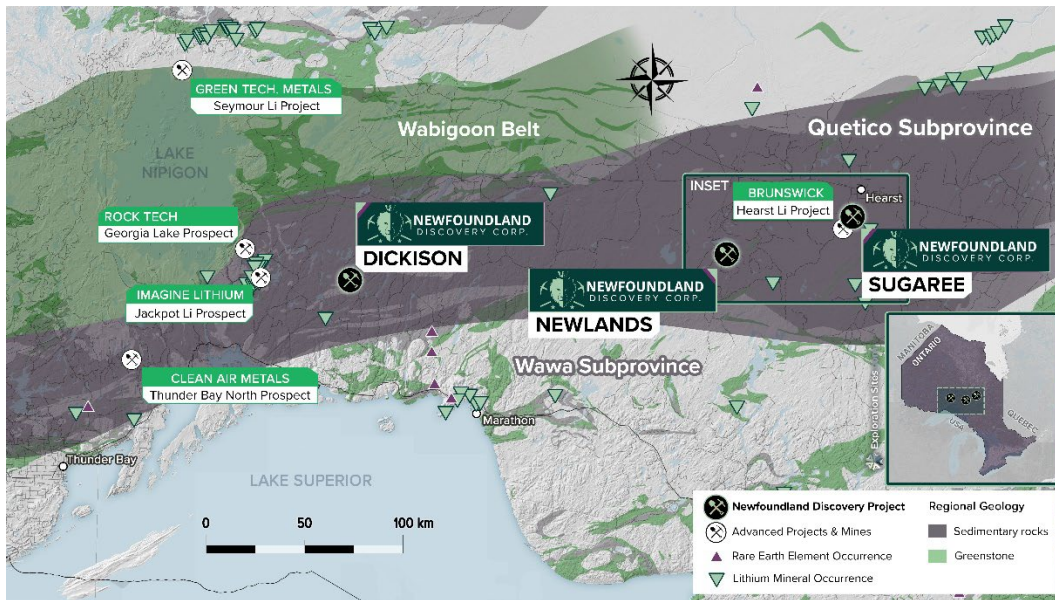 GREEN TECH. METALS
Seymour Li Project
Wabigoon Belt
Quetico Subprovince
LAKE
NIPIGON
INSET
BRUNSWICK
Hearst Li Project
Hearst
ROCK TECH
Georgia Lake Prospect
NEWFOUNDLAND
DISCOVERY CORP.
DICKISON
NEWFOUNDLAND
DISCOVERY CORP.
SUGAREE
NEWFOUNDLAND
DISCOVERY CORP.
NEWLANDS
IMAGINE LITHIUM
Jackpot Li Prospect
CLEAN AIR METALS
Thunder Bay North Prospect
Wawa Subprovince
Marathon
Thunder Bay
LAKE SUPERIOR
0 50 100 km
Exploration Sites
MANITOBA
ONTARIO
QUEBEC
USA
Newfoundland Discovery Project
Advanced Projects & Mines
Rare Earth Element Occurrence
Lithium Mineral Occurrence
Regional Geology
Sedimentary rocks
Greenstone